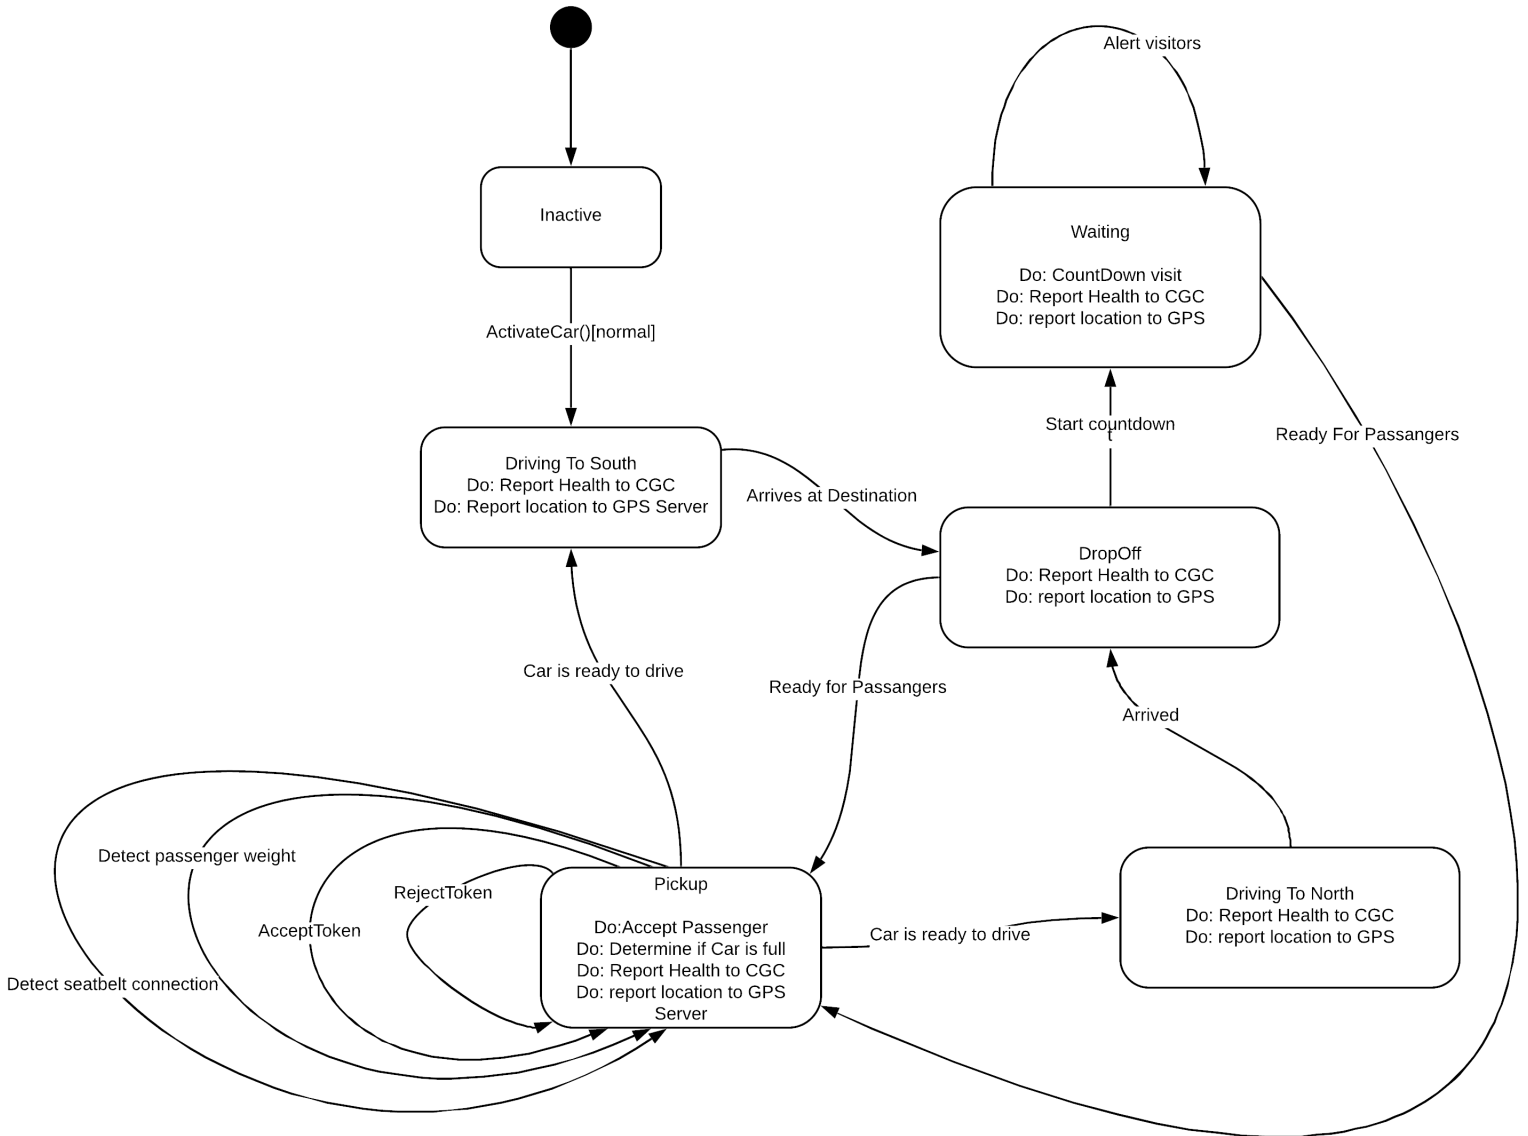 Alert visitors
Inactive
Waiting
Do: CountDown visit
Do: Report Health to CGC
Do: report location to GPS
ActivateCar()[normal]
Start countdown
t
Ready For Passangers
Driving To South
Do: Report Health to CGC
Do: Report location to GPS Server
Arrives at Destination
DropOff
Do: Report Health to CGC
Do: report location to GPS
Car is ready to drive
Ready for Passangers
Arrived
Detect passenger weight
RejectToken
AcceptToken
Detect seatbelt connection
Pickup
Do:Accept Passenger
Do: Determine if Car is full
Do: Report Health to CGC
Do: report location to GPS
Server
Car is ready to drive
Driving To North
Do: Report Health to CGC
Do: report location to GPS